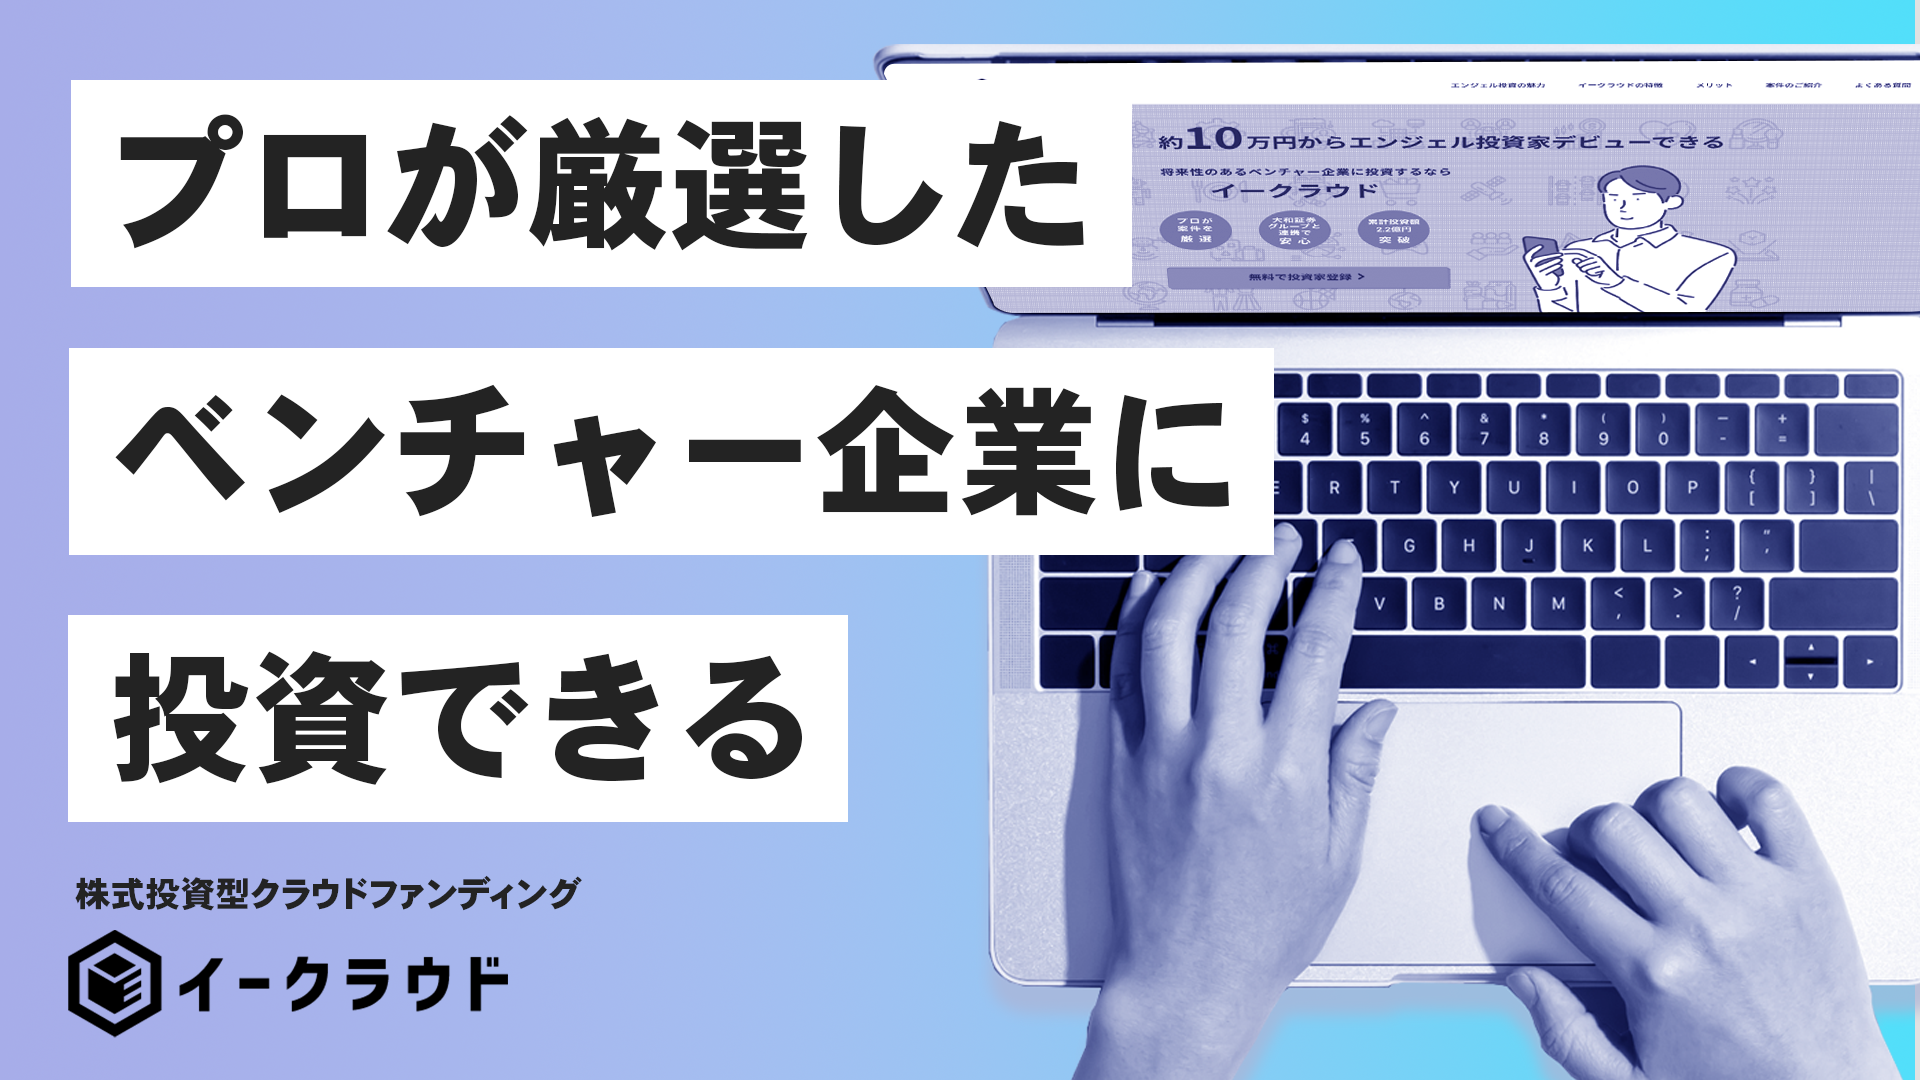 プロが厳選した
ベンチャー企業に
投資できる
株式投資型クラウドファンディング
イークラウド
エンジェル投資の魅力 イークラウドの特徴 メリット 案件のご紹介 よくある質問
約10万円からエンジェル投資家デビューできる
将来性のあるベンチャー企業に投資するなら
イークラウド
プロが
案件を
厳選
大和証券
グループと
連携で
安心
累計投資額
2.2億円
突破
無料で投資家登録 >
$ % ^ & * ( ) — +
4 5 6 7 8 9 0 - =
E R T Y U I O P { [ } ] | \
G H J K L : ; " '
V B N M < , > . ? /